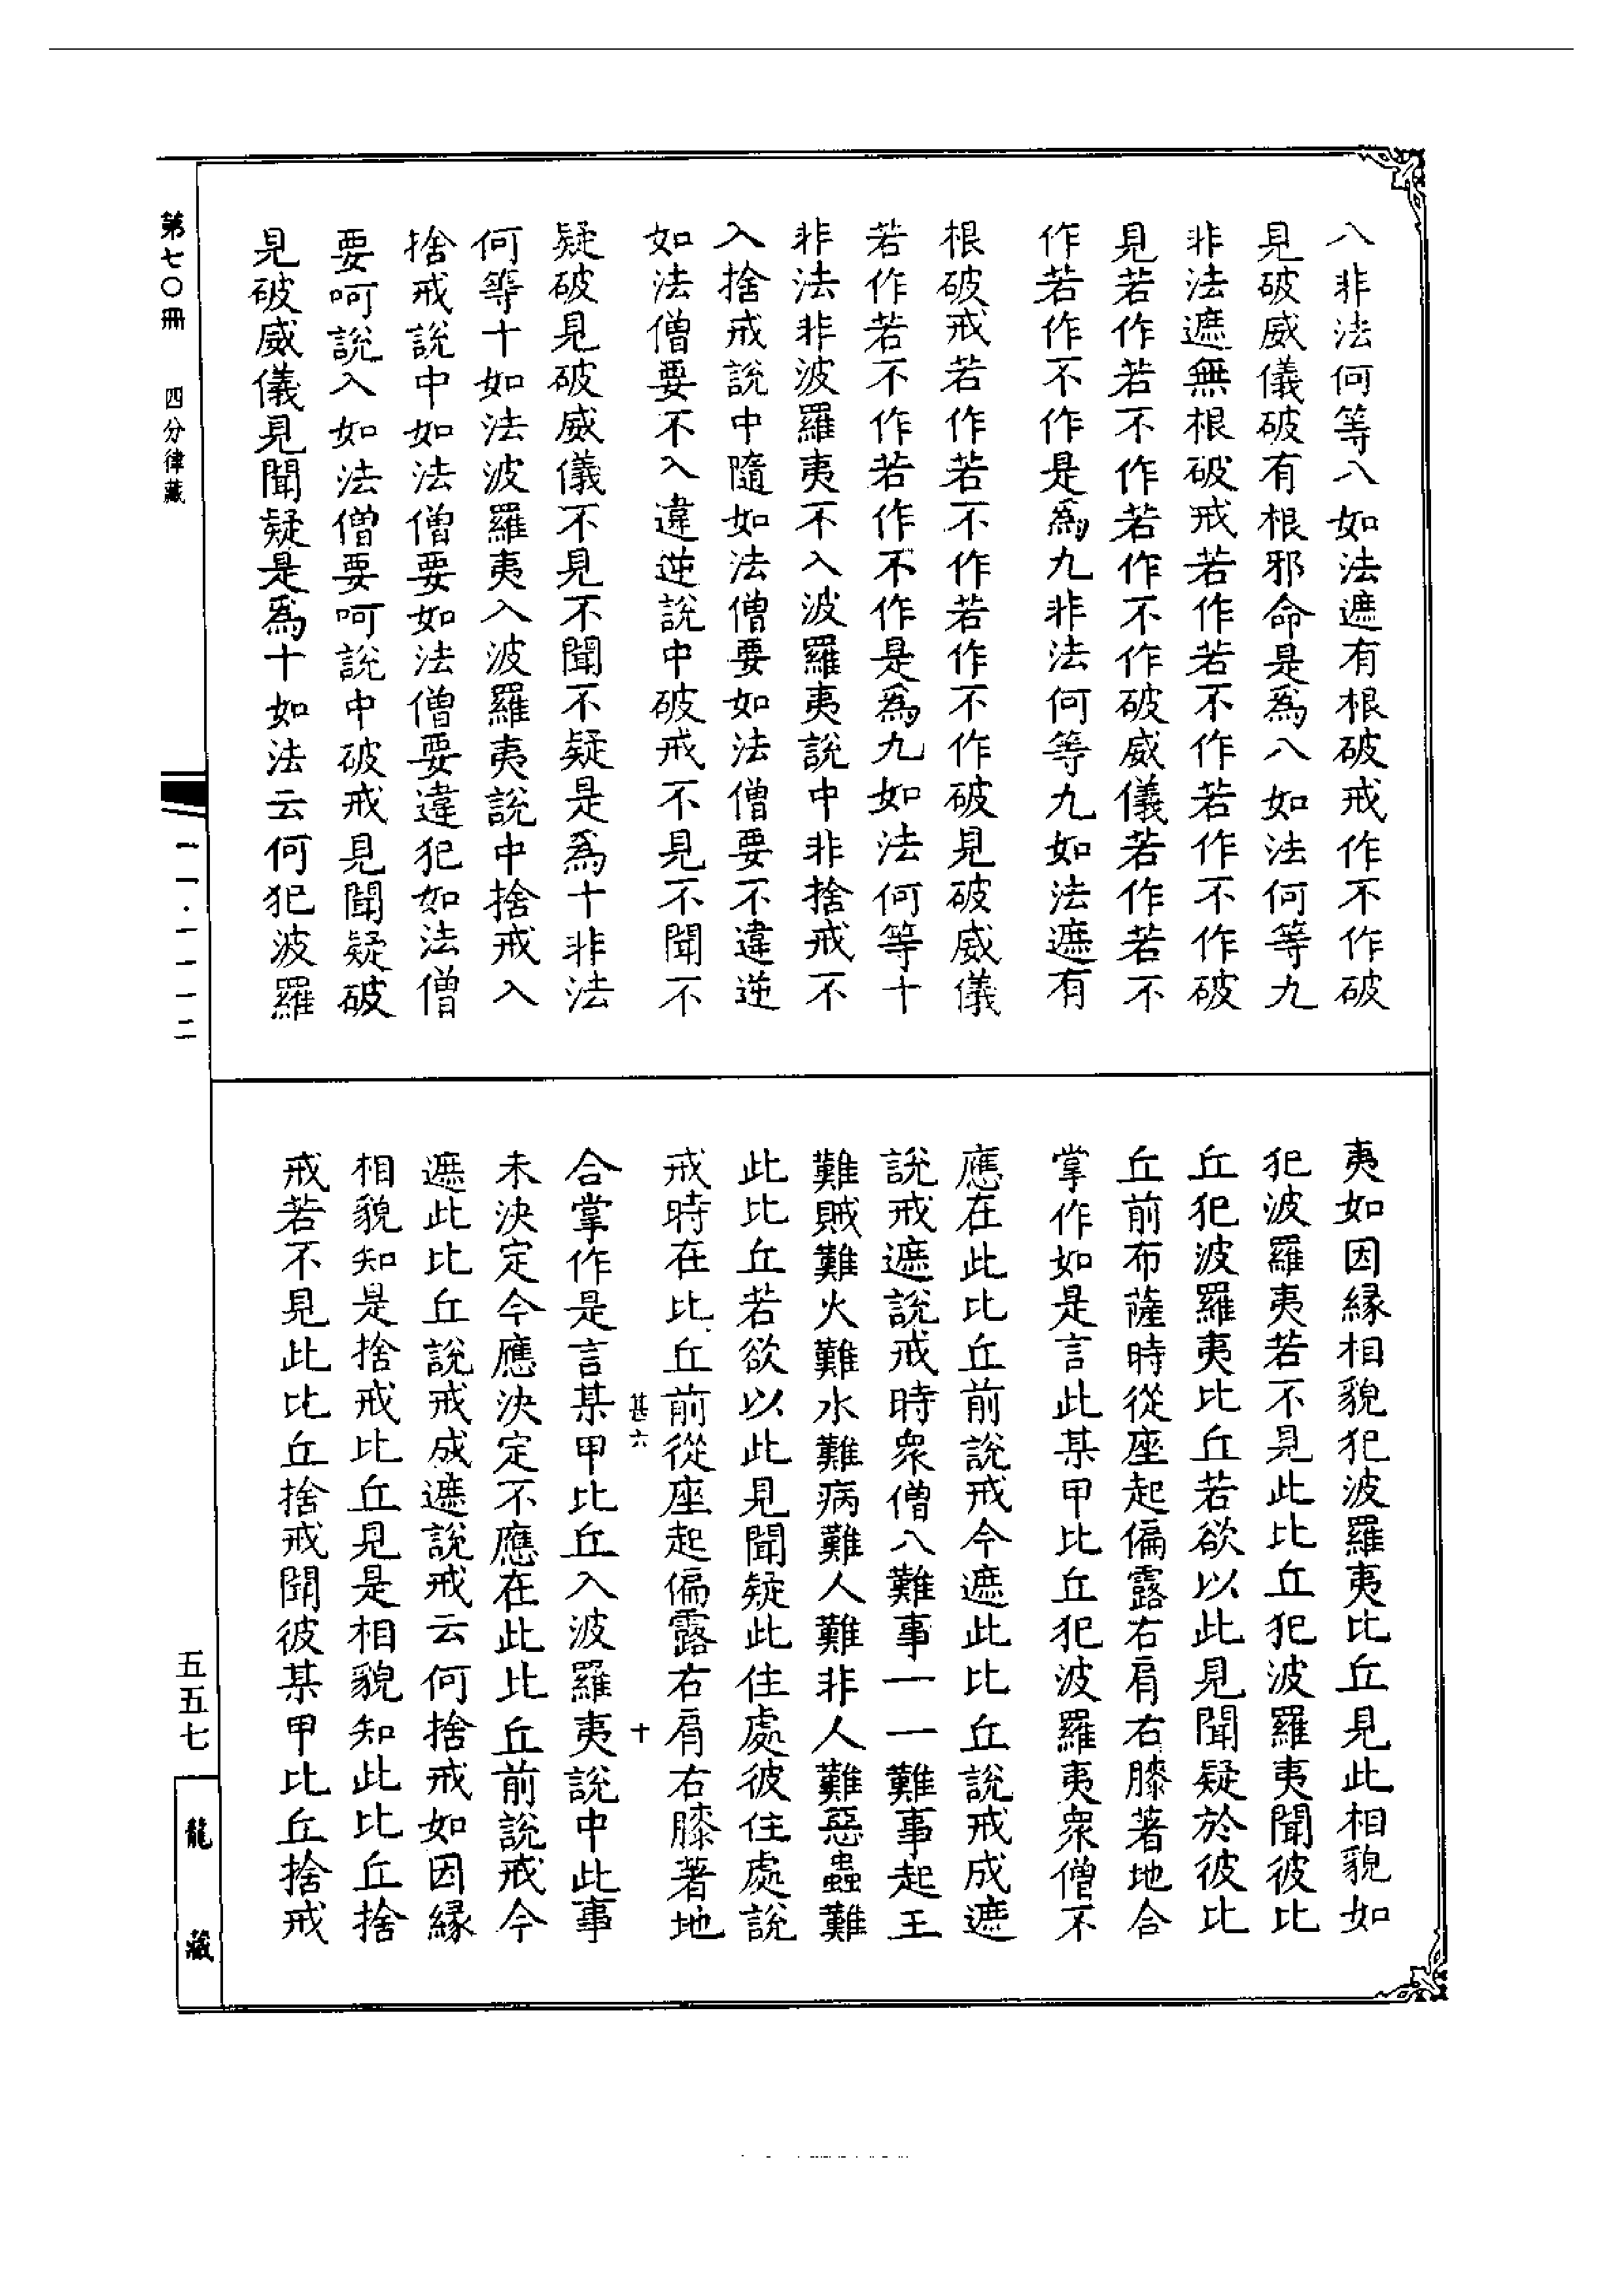 八非法何等八如法遮有根破戒作不作破
見破威儀破有根邪命是爲八如法何等九
非法遮無根破戒若作若不作若作不作破
見若作若不作若作不作破威儀若作若不
作若作不作是爲九非法何等九如法遮有
根破戒若作若不作若作不作破見破威儀
若作若不作若作不作是爲九如法何等十
非法非波羅夷不入波羅夷說中非捨戒不
入捨戒說中隨如法僧要如法僧要不違逆
如法僧要不入違逆說中破戒不見不聞不
疑破見破威儀不見不聞不疑是爲十非法
何等十如法波羅夷入波羅夷說中捨戒入
捨戒說中如法僧要如法僧要違犯如法僧
要呵說入如法僧要呵說中破戒見聞疑破
見破威儀見聞疑是爲十如法云何犯波羅
夷如因緣相貌犯波羅夷比丘見此相貌如
犯波羅夷若不見此比丘犯波羅夷聞彼比
丘犯波羅夷比丘若欲以此見聞疑於彼比
丘前布薩時從座起偏露右肩右膝著地合
掌作如是言此某甲比丘犯波羅夷衆僧不
應在此比丘前說戒今遮此比丘說戒成遮
說戒遮說戒時衆僧八難事一一難事起王
難賊難火難水難病難人難非人難惡蟲難
此比丘若欲以此見聞疑此住處彼住處說
戒時在比丘前從座起偏露右肩右膝著地
甚六 十
合掌作是言某甲比丘入波羅夷說中此事
未決定今應決定不應在此比丘前說戒今
遮此比丘說戒成遮說戒云何捨戒如因緣
相貌知是捨戒比丘見是相貌知此比丘捨
戒若不見此比丘捨戒聞彼某甲比丘捨戒
第七〇冊 四分律藏
一一·一一一二
五五七
龍藏